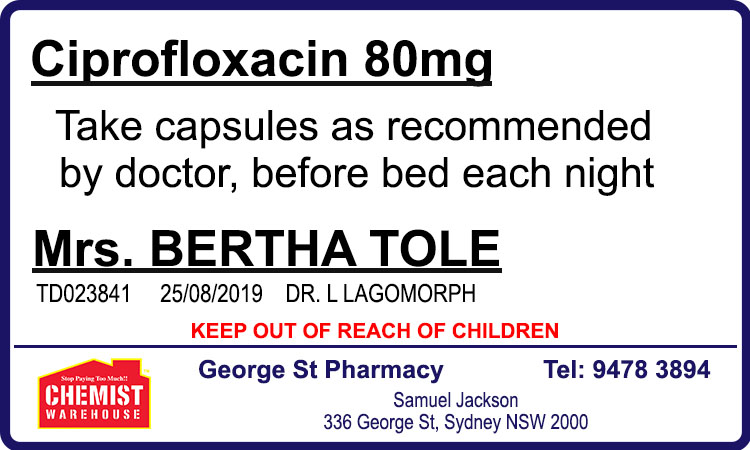 Ciprofloxacin 80mg
Take capsules as recommended
by doctor, before bed each night
Mrs. BERTHA TOLE
TD023841 25/08/2019 DR. L LAGOMORPH
KEEP OUT OF REACH OF CHILDREN
Stop Paying Too Much!!
CHEMIST
WAREHOUSE
George St Pharmacy Tel: 9478 3894
Samuel Jackson
336 George St, Sydney NSW 2000